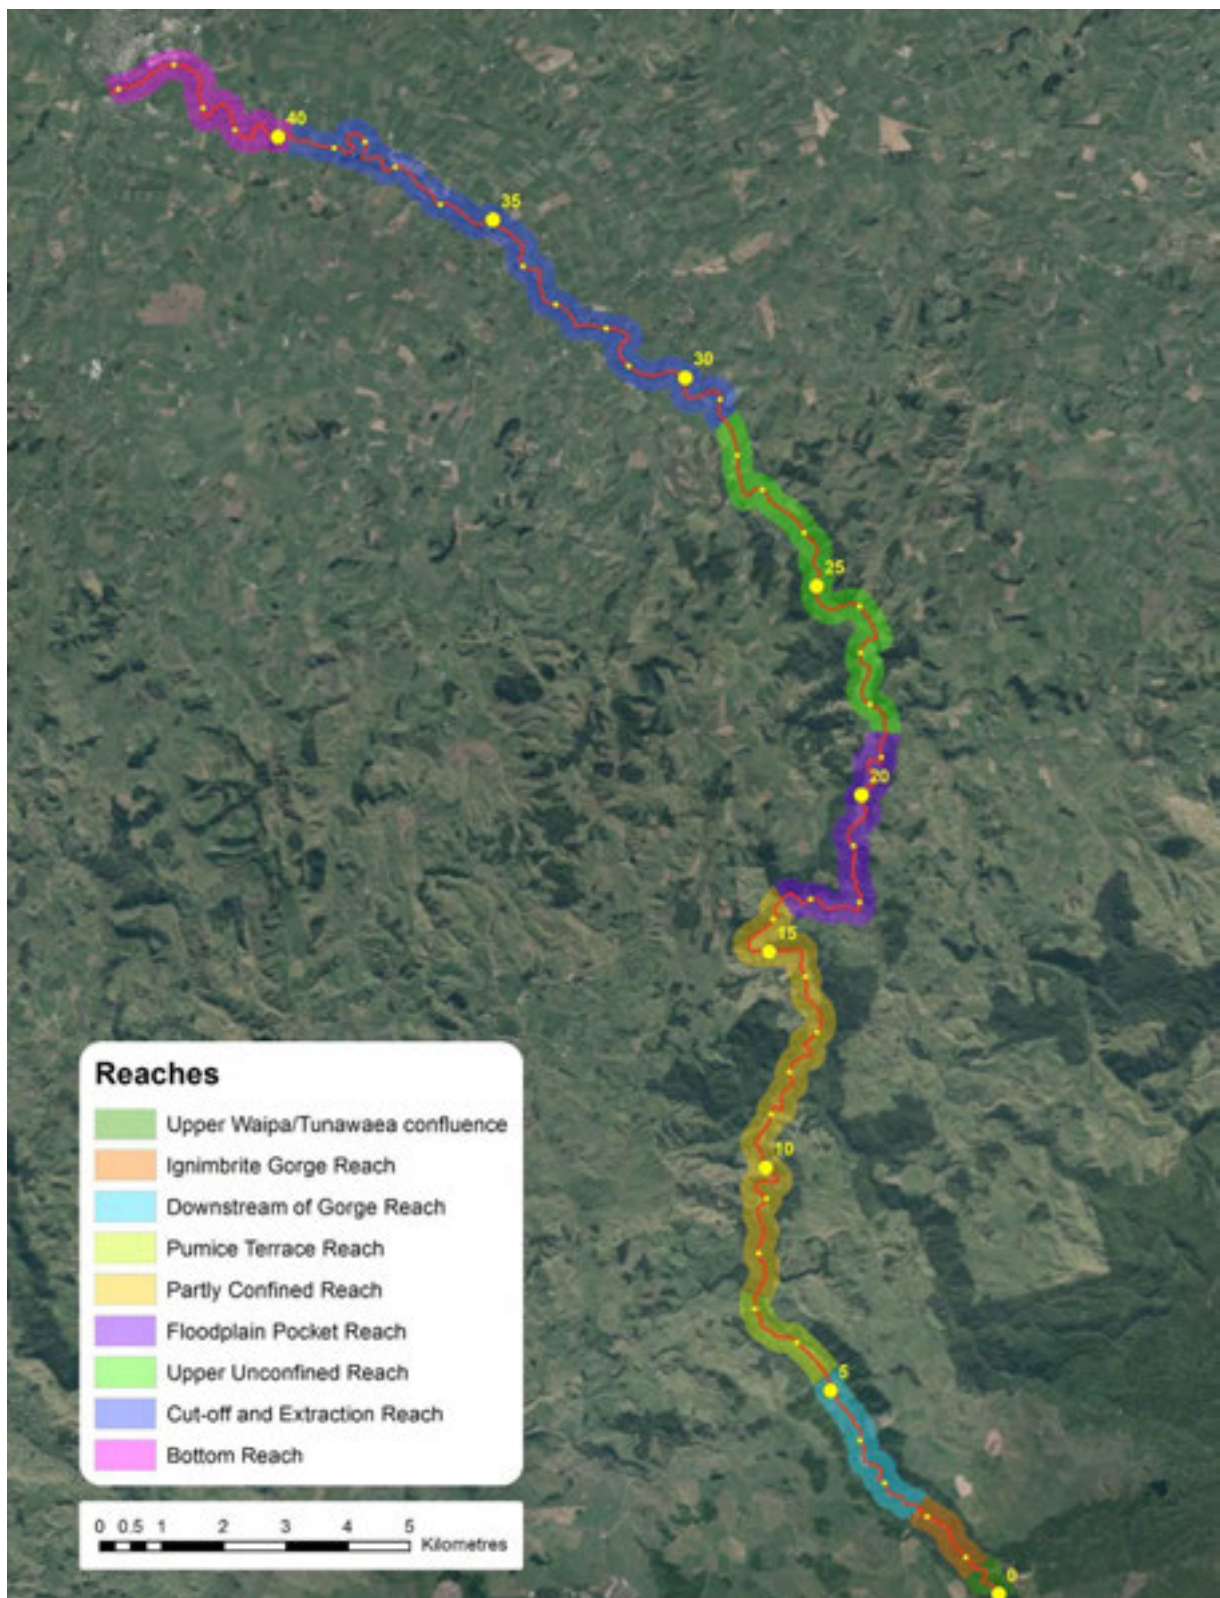 40
35
30
25
20
15
10
5
0
Reaches
Upper Waipa/Tunawaea confluence
Ignimbrite Gorge Reach
Downstream of Gorge Reach
Pumice Terrace Reach
Partly Confined Reach
Floodplain Pocket Reach
Upper Unconfined Reach
Cut-off and Extraction Reach
Bottom Reach
0 0.5 1 2 3 4 5
Kilometres